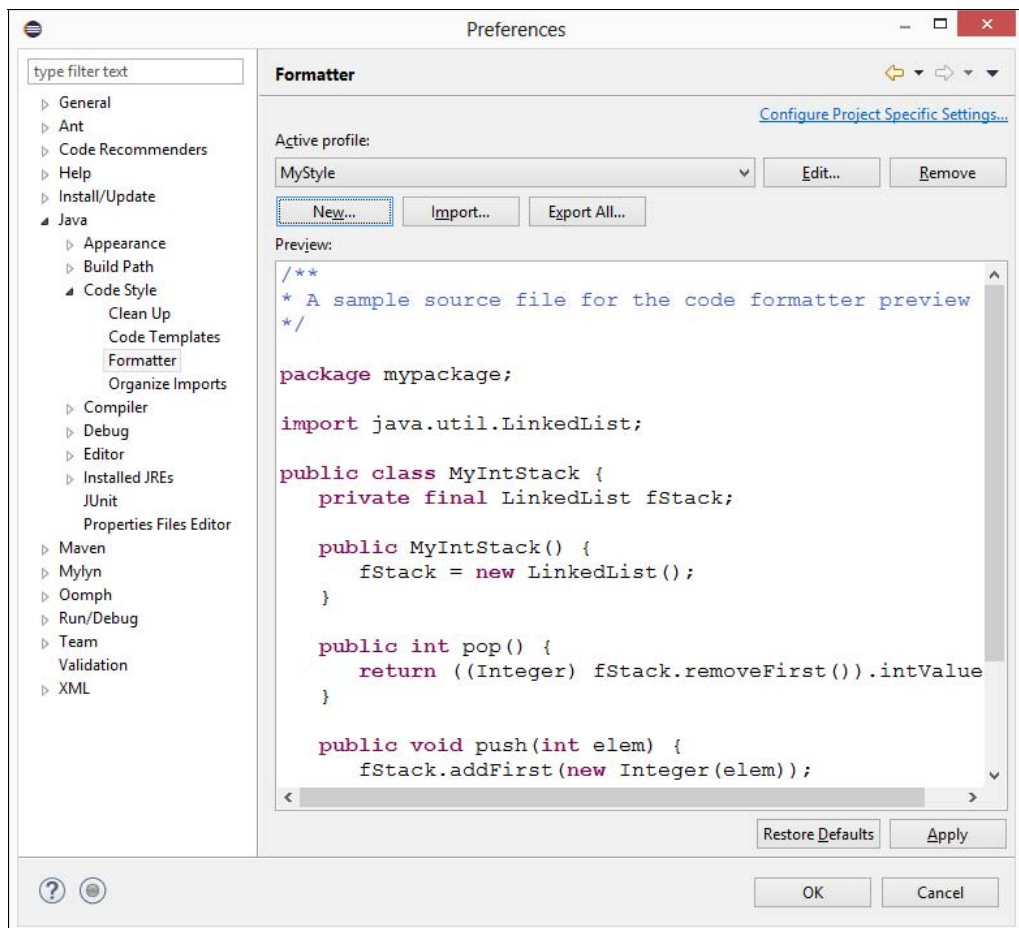 Preferences
type filter text
General
Ant
Code Recommenders
Help
Install/Update
Java
Appearance
Build Path
Code Style
Clean Up
Code Templates
Formatter
Organize Imports
Compiler
Debug
Editor
Installed JREs
JUnit
Properties Files Editor
Maven
Mylyn
Oomph
Run/Debug
Team
Validation
XML
Formatter
Configure Project Specific Settings...
Active profile:
MyStyle Edit... Remove
New... Import... Export All...
Preview:
/**
* A sample source file for the code formatter preview
*/
package mypackage;
import java.util.LinkedList;
public class MyIntStack {
private final LinkedList fStack;
public MyIntStack() {
fStack = new LinkedList();
}
public int pop() {
return ((Integer) fStack.removeFirst()).intValue
}
public void push(int elem) {
fStack.addFirst(new Integer(elem));
Restore Defaults Apply
? OK Cancel